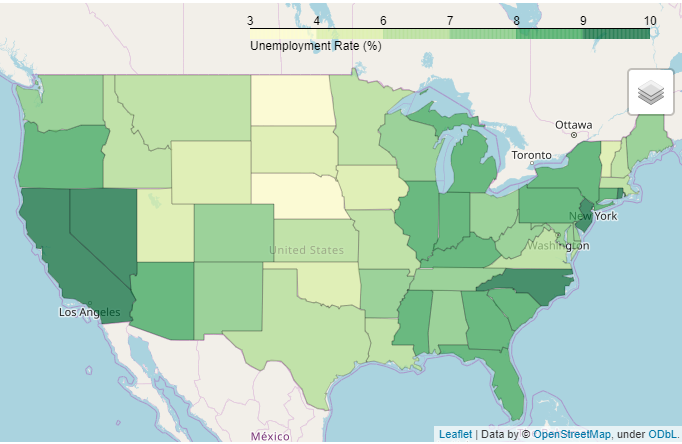 3 4 5 6 7 8 9 10
Unemployment Rate (%)
Ottawa
Toronto
New York
United States
Washington
Los Angeles
México
Leaflet | Data by © OpenStreetMap, under ODbL.